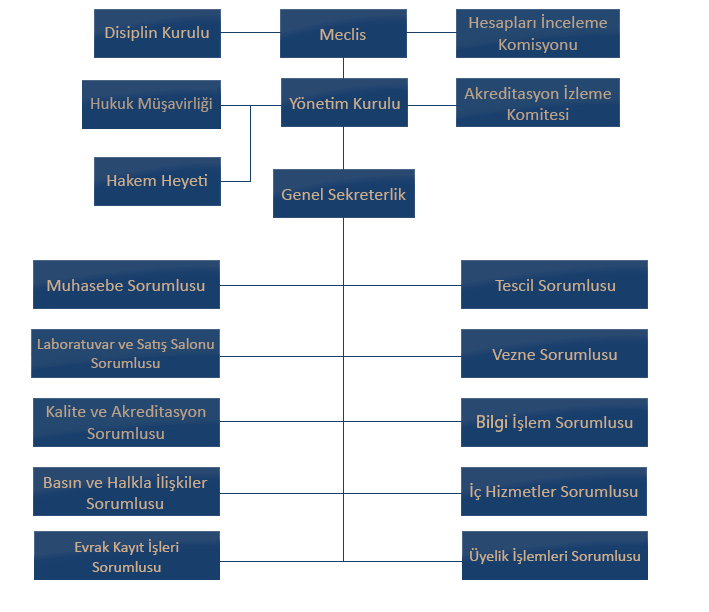 Disiplin Kurulu
Meclis
Hesapları İnceleme
Komisyonu
Hukuk Müşavirliği
Yönetim Kurulu
Akreditasyon İzleme
Komitesi
Hakem Heyeti
Genel Sekreterlik
Muhasebe Sorumlusu
Tescil Sorumlusu
Laboratuvar ve Satış Salonu
Sorumlusu
Vezne Sorumlusu
Kalite ve Akreditasyon
Sorumlusu
Bilgi İşlem Sorumlusu
Basın ve Halkla İlişkiler
Sorumlusu
İç Hizmetler Sorumlusu
Evrak Kayıt İşleri
Sorumlusu
Üyelik İşlemleri Sorumlusu